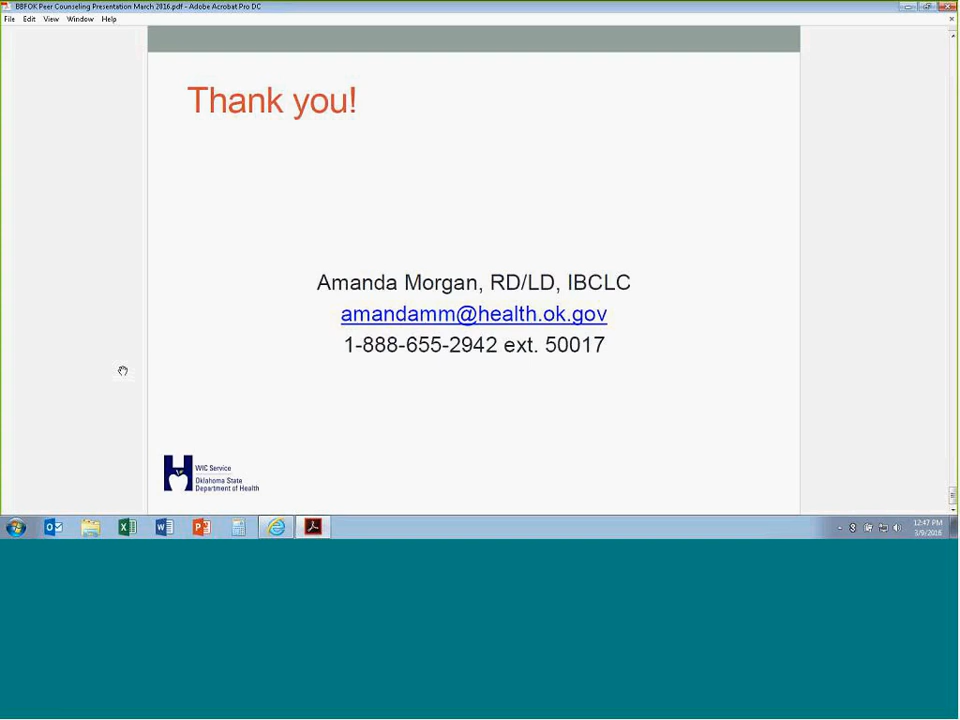 BBFOK Peer Counseling Presentation March 2016.pdf - Adobe Acrobat Pro DC
File Edit View Window Help
Thank you!
Amanda Morgan, RD/LD, IBCLC
amandamm@health.ok.gov
1-888-655-2942 ext. 50017
WIC Service
Oklahoma State
Department of Health
12:47 PM
3/9/2016